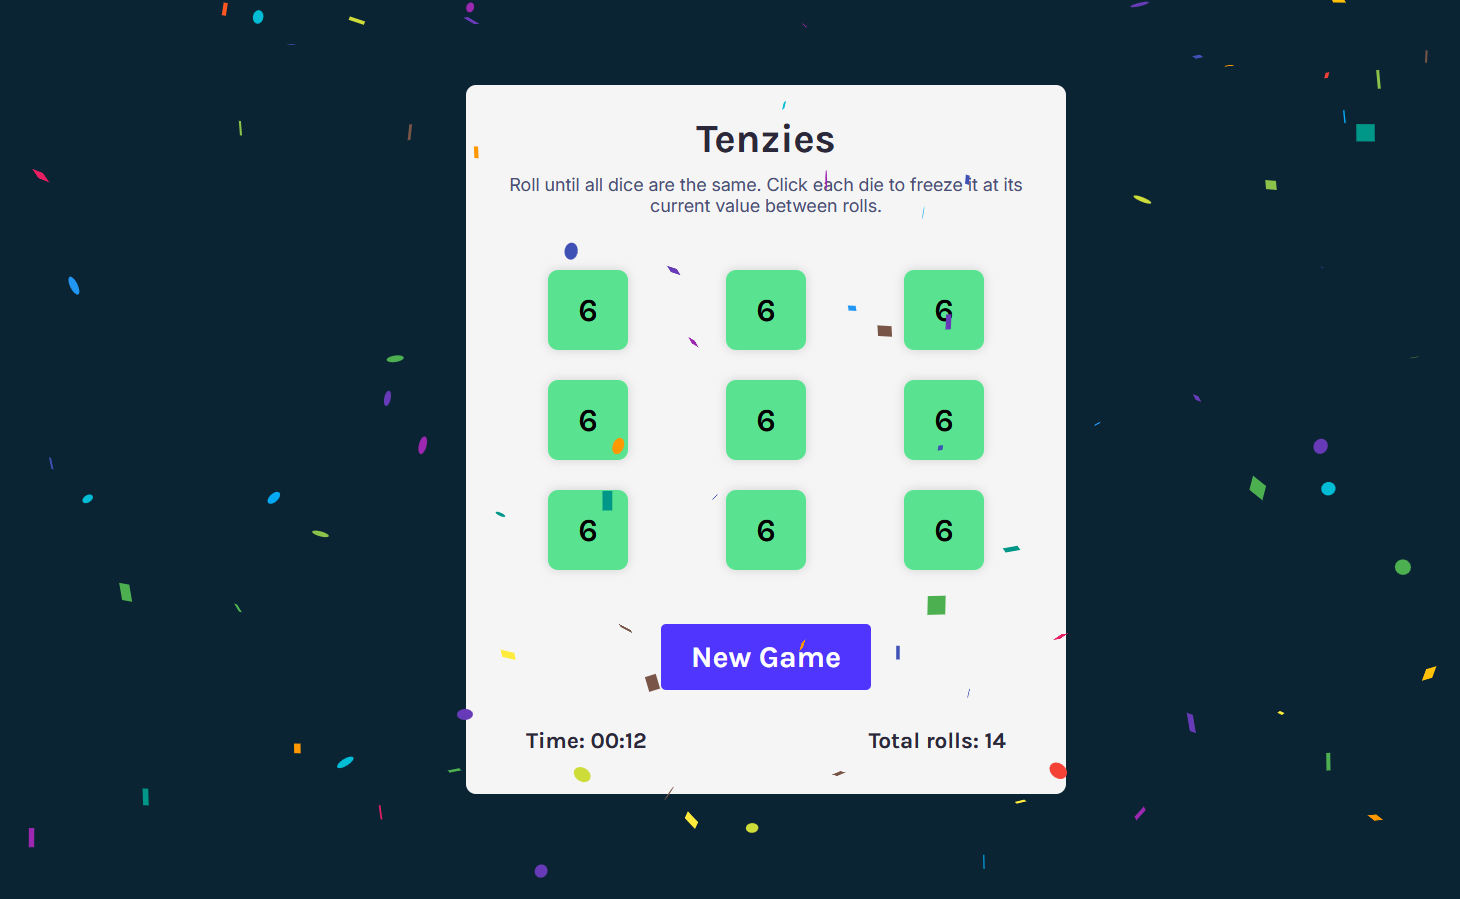 Tenzies
Roll until all dice are the same. Click each die to freeze it at its
current value between rolls.
6 6 6
6 6 6
6 6 6
New Game
Time: 00:12 Total rolls: 14